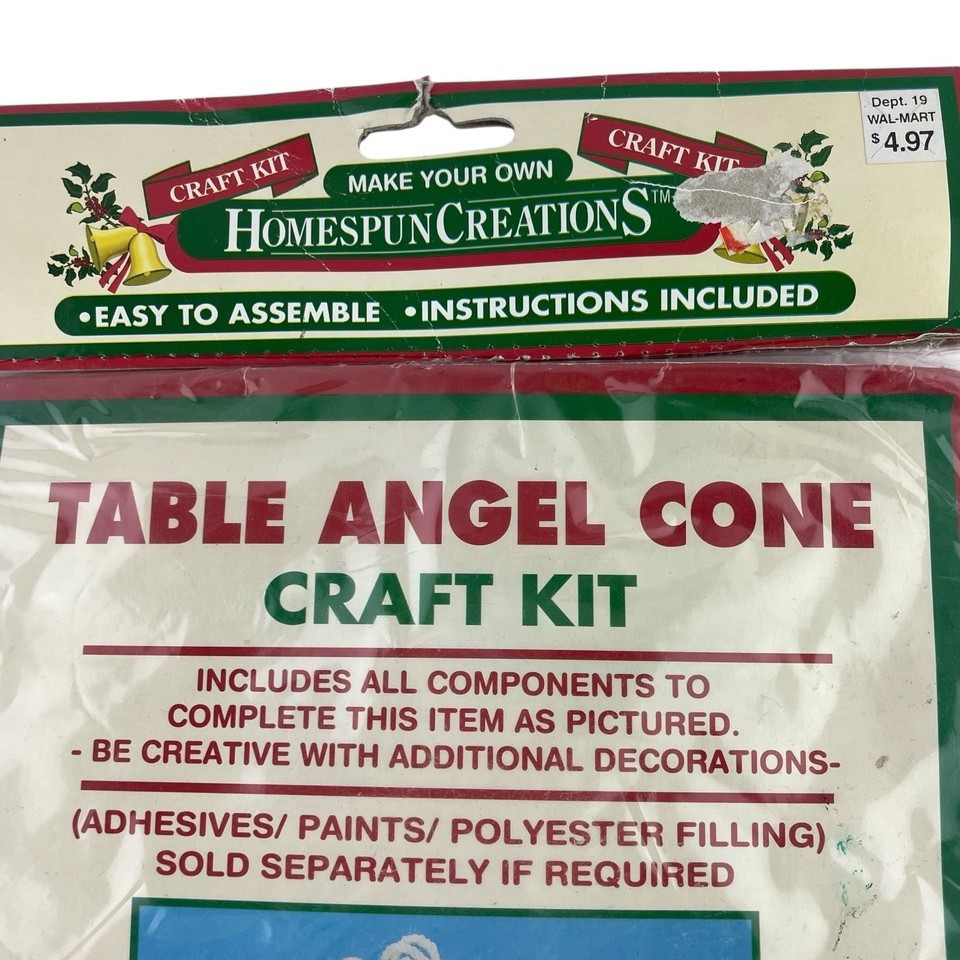 Dept. 19
WAL-MART
$4.97
CRAFT KIT
CRAFT KIT
MAKE YOUR OWN
HOMESPUN CREATIONS™
•EASY TO ASSEMBLE •INSTRUCTIONS INCLUDED
TABLE ANGEL CONE
CRAFT KIT
INCLUDES ALL COMPONENTS TO
COMPLETE THIS ITEM AS PICTURED.
- BE CREATIVE WITH ADDITIONAL DECORATIONS-
(ADHESIVES/ PAINTS/ POLYESTER FILLING)
SOLD SEPARATELY IF REQUIRED